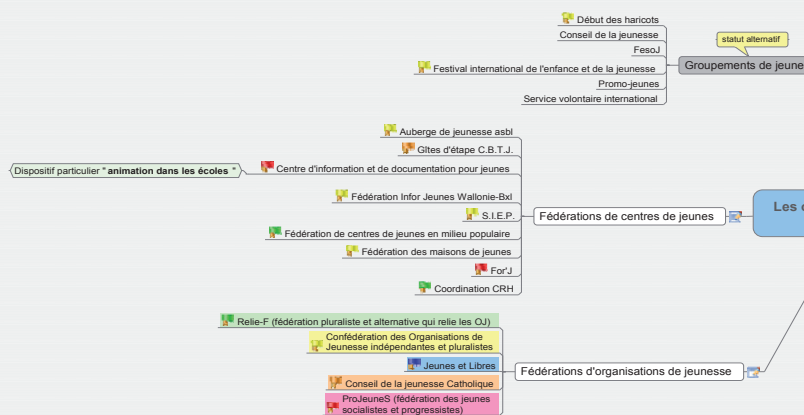 Début des haricots
Conseil de la jeunesse
FesoJ
Festival international de l'enfance et de la jeunesse
Promo-jeunes
Service volontaire international
statut alternatif
Groupements de jeune
Auberge de jeunesse asbl
GÎtes d'étape C.B.T.J.
Centre d'information et de documentation pour jeunes
Dispositif particulier " animation dans les écoles "
Fédération Infor Jeunes Wallonie-Bxl
S.I.E.P.
Fédération de centres de jeunes en milieu populaire
Fédération des maisons de jeunes
For'J
Coordination CRH
Fédérations de centres de jeunes
Les
Relie-F (fédération pluraliste et alternative qui relie les OJ)
Confédération des Organisations de
Jeunesse indépendantes et pluralistes
Jeunes et Libres
Conseil de la jeunesse Catholique
ProJeuneS (fédération des jeunes
socialistes et progressistes)
Fédérations d'organisations de jeunesse